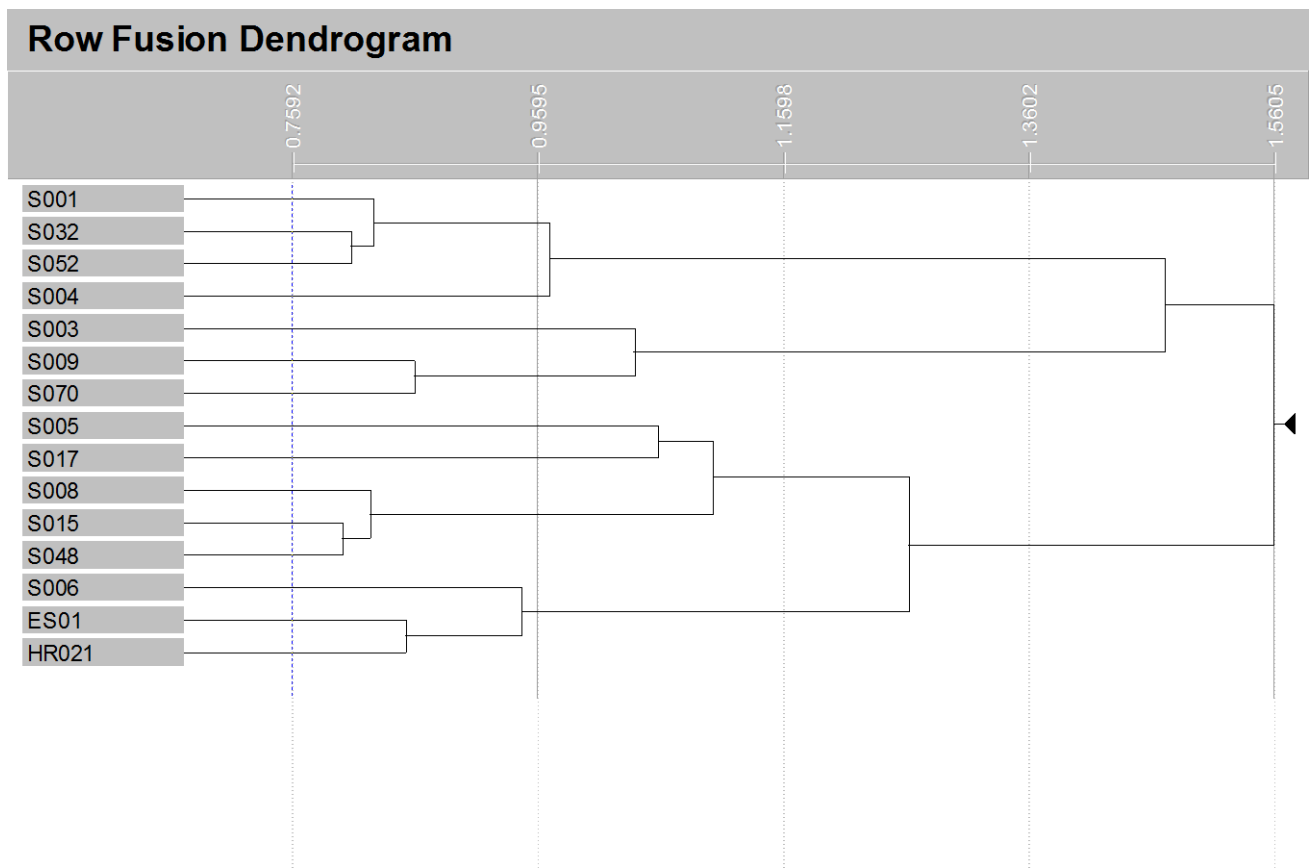 Row Fusion Dendrogram
0.7592
0.9595
1.1598
1.3602
1.5605
S001
S032
S052
S004
S003
S009
S070
S005
S017
S008
S015
S048
S006
ES01
HR021